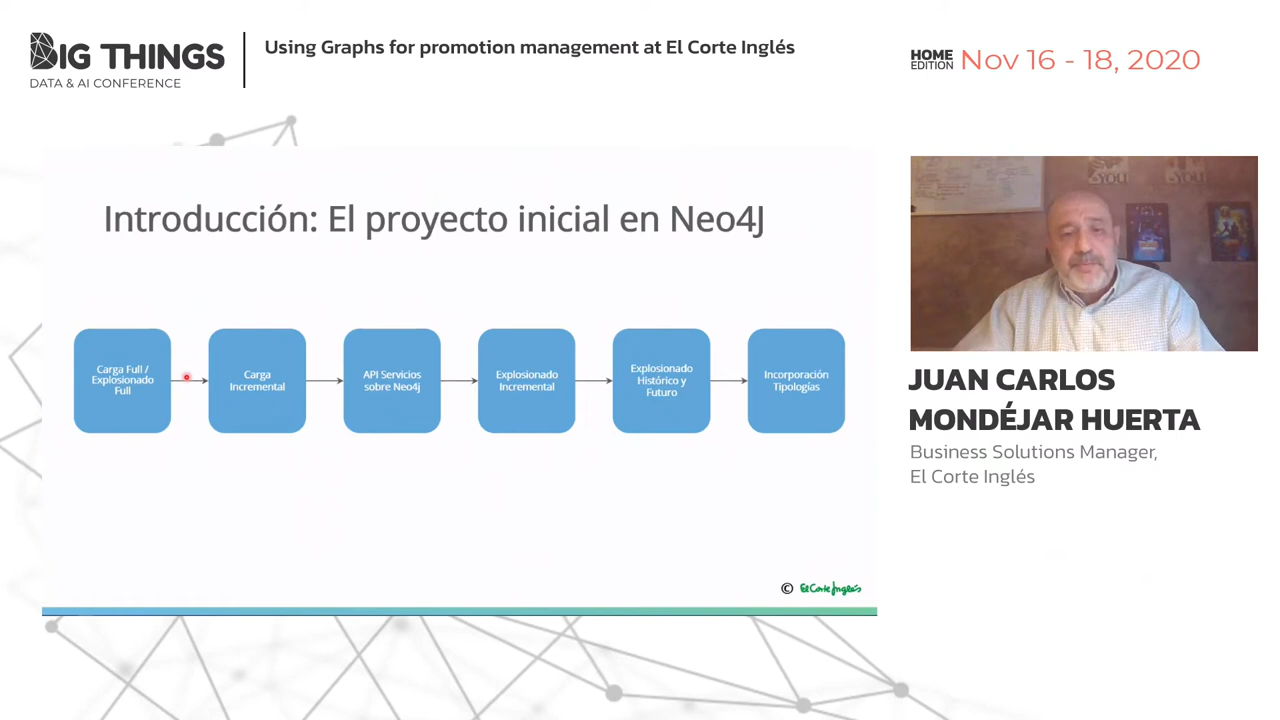 BIG THINGS
DATA & AI CONFERENCE
Using Graphs for promotion management at El Corte Inglés
HOME
EDITION
Nov 16 - 18, 2020
Introducción: El proyecto inicial en Neo4J
Carga Full /
Explosionado
Full
Carga
Incremental
API Servicios
sobre Neo4j
Explosionado
Incremental
Explosionado
Histórico y
Futuro
Incorporación
Tipologías
© El Corte Inglés
YOU
JUAN CARLOS
MONDÉJAR HUERTA
Business Solutions Manager,
El Corte Inglés